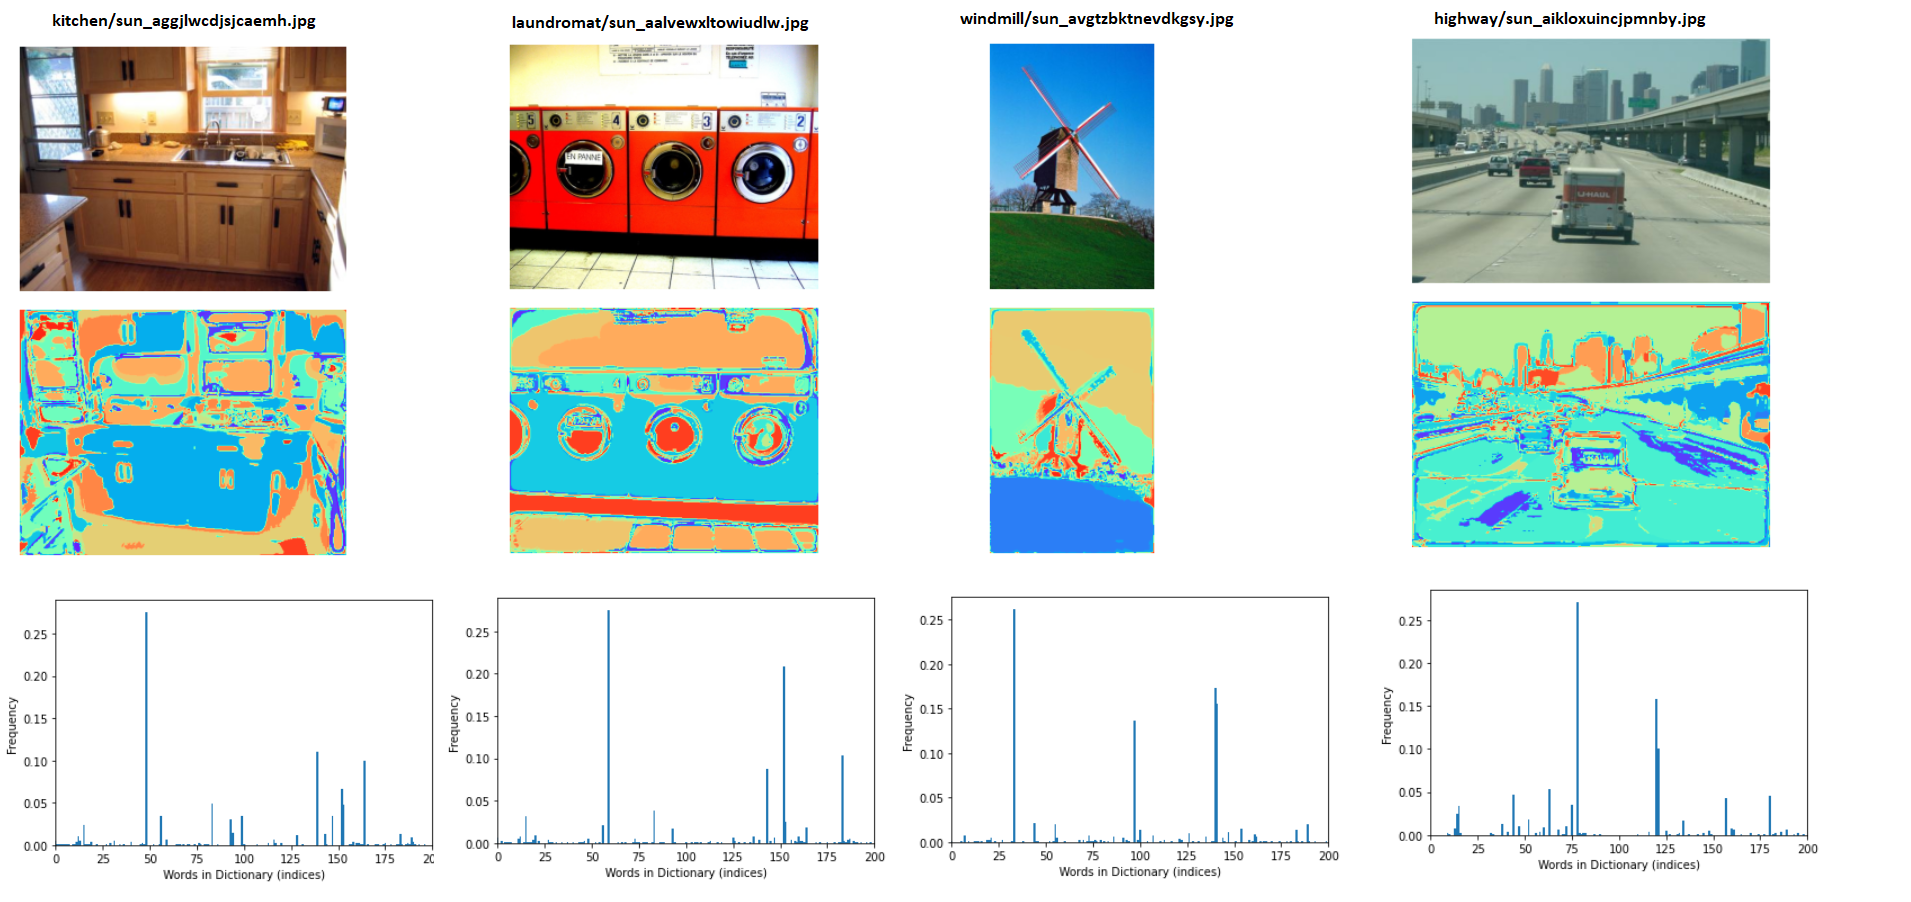 kitchen/sun_aggjlwcdjsjcaemh.jpg
laundromat/sun_aalvewxltowiudlw.jpg
windmill/sun_avgtzbktnevdkgsy.jpg
highway/sun_aikloxuincjpmnby.jpg
5
4
3
2
EN PANNE
U-HAUL
Frequency
0.25
0.20
0.15
0.10
0.05
0.00
0 25 50 75 100 125 150 175 20
Words in Dictionary (indices)
Frequency
0.25
0.20
0.15
0.10
0.05
0.00
0 25 50 75 100 125 150 175 200
Words in Dictionary (indices)
Frequency
0.25
0.20
0.15
0.10
0.05
0.00
0 25 50 75 100 125 150 175 200
Words in Dictionary (indices)
Frequency
0.25
0.20
0.15
0.10
0.05
0.00
0 25 50 75 100 125 150 175 200
Words in Dictionary (indices)